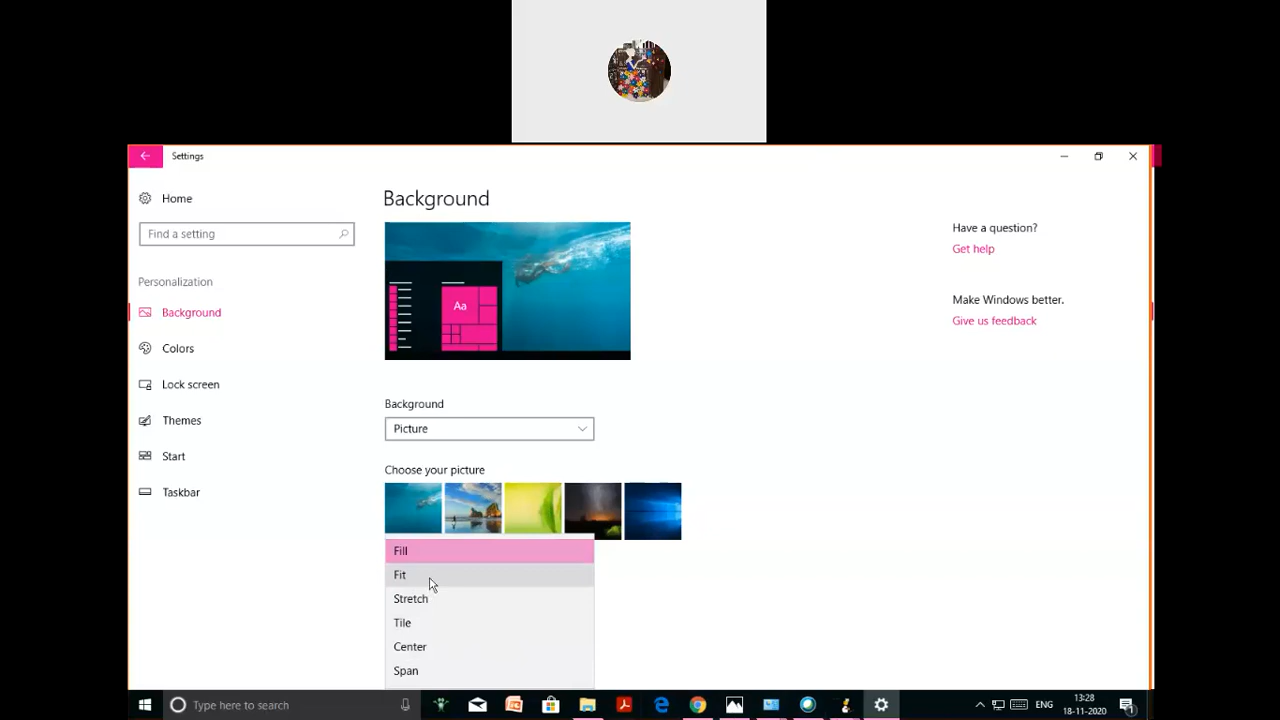 Settings
Home
Find a setting
Personalization
Background
Colors
Lock screen
Themes
Start
Taskbar
Background
Aa
Background
Picture
Choose your picture
Fill
Fit
Stretch
Tile
Center
Span
Have a question?
Get help
Make Windows better.
Give us feedback
Type here to search
ENG
13:28
18-11-2020